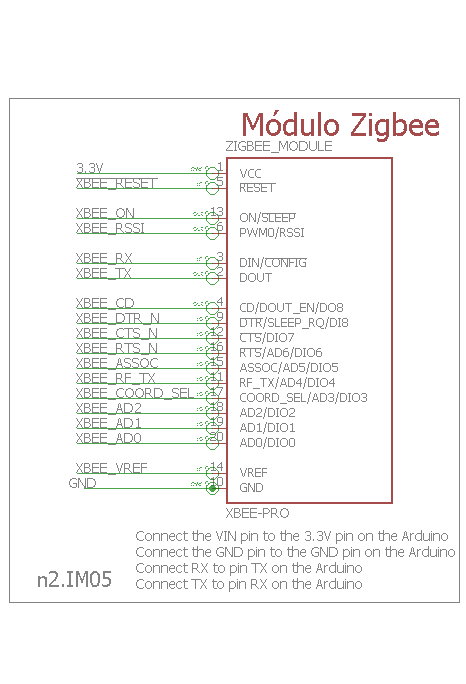 Módulo Zigbee
ZIGBEE_MODULE
3.3V 1 VCC
XBEE_RESET 5 RESET
XBEE_ON 13 ON/SLEEP
XBEE_RSSI 6 PWM0/RSSI
XBEE_RX 3 DIN/CONFIG
XBEE_TX 2 DOUT
XBEE_CD 4 CD/DOUT_EN/DO8
XBEE_DTR_N 9 DTR/SLEEP_RQ/DI8
XBEE_CTS_N 12 CTS/DIO7
XBEE_RTS_N 16 RTS/AD6/DIO6
XBEE_ASSOC 15 ASSOC/AD5/DIO5
XBEE_RF_TX 11 RF_TX/AD4/DIO4
XBEE_COORD_SEL 17 COORD_SEL/AD3/DIO3
XBEE_AD2 18 AD2/DIO2
XBEE_AD1 19 AD1/DIO1
XBEE_AD0 20 AD0/DIO0
XBEE_VREF 14 VREF
GND 10 GND
XBEE-PRO
Connect the VIN pin to the 3.3V pin on the Arduino
Connect the GND pin to the GND pin on the Arduino
Connect RX to pin TX on the Arduino
Connect TX to pin RX on the Arduino
n2.IM05